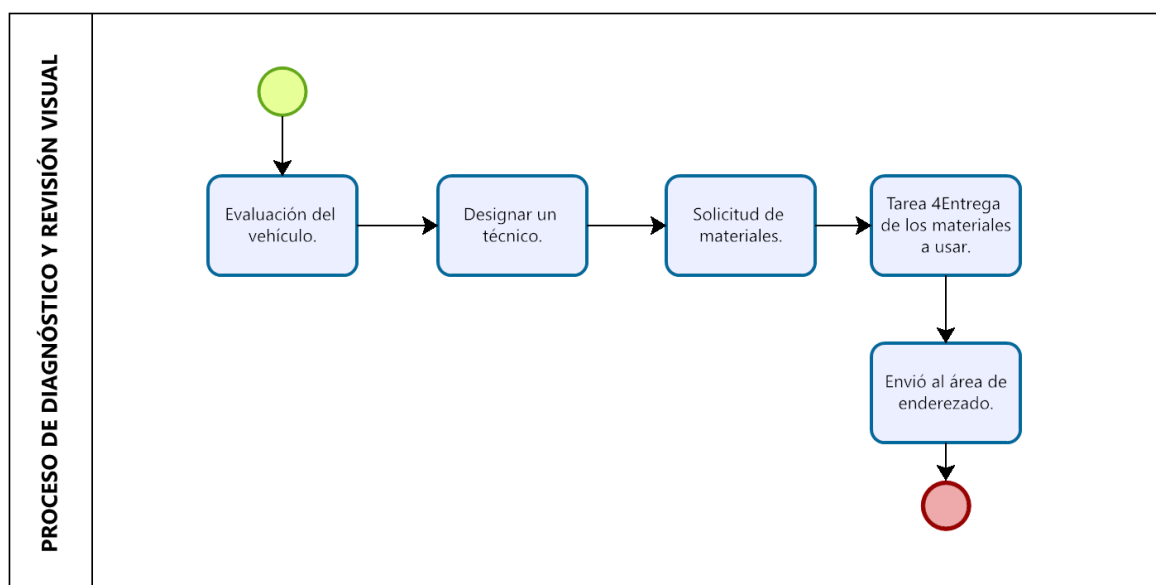 PROCESO DE DIAGNÓSTICO Y REVISIÓN VISUAL
Evaluación del
vehículo.
Designar un
técnico.
Solicitud de
materiales.
Tarea 4Entrega
de los materiales
a usar.
Envió al área de
enderezado.